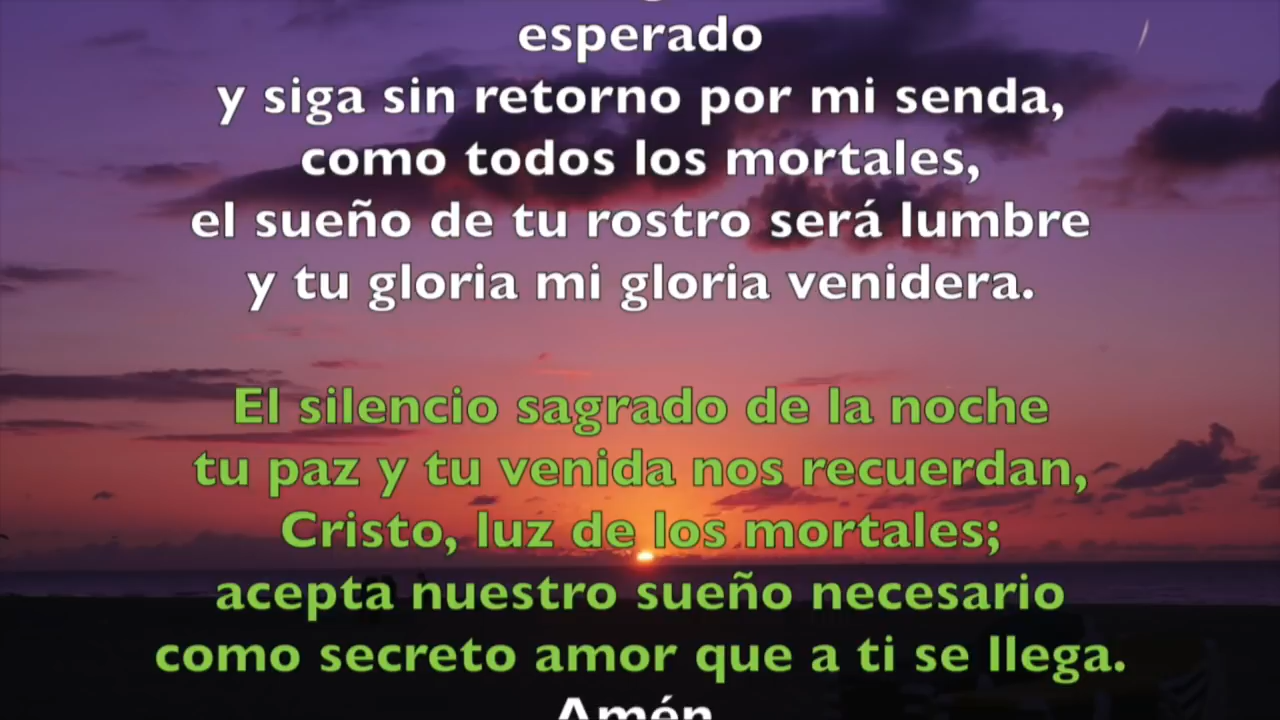 esperado
y siga sin retorno por mi senda,
como todos los mortales,
el sueño de tu rostro será lumbre
y tu gloria mi gloria venidera.
El silencio sagrado de la noche
tu paz y tu venida nos recuerdan,
Cristo, luz de los mortales;
acepta nuestro sueño necesario
como secreto amor que a ti se llega.
Amén